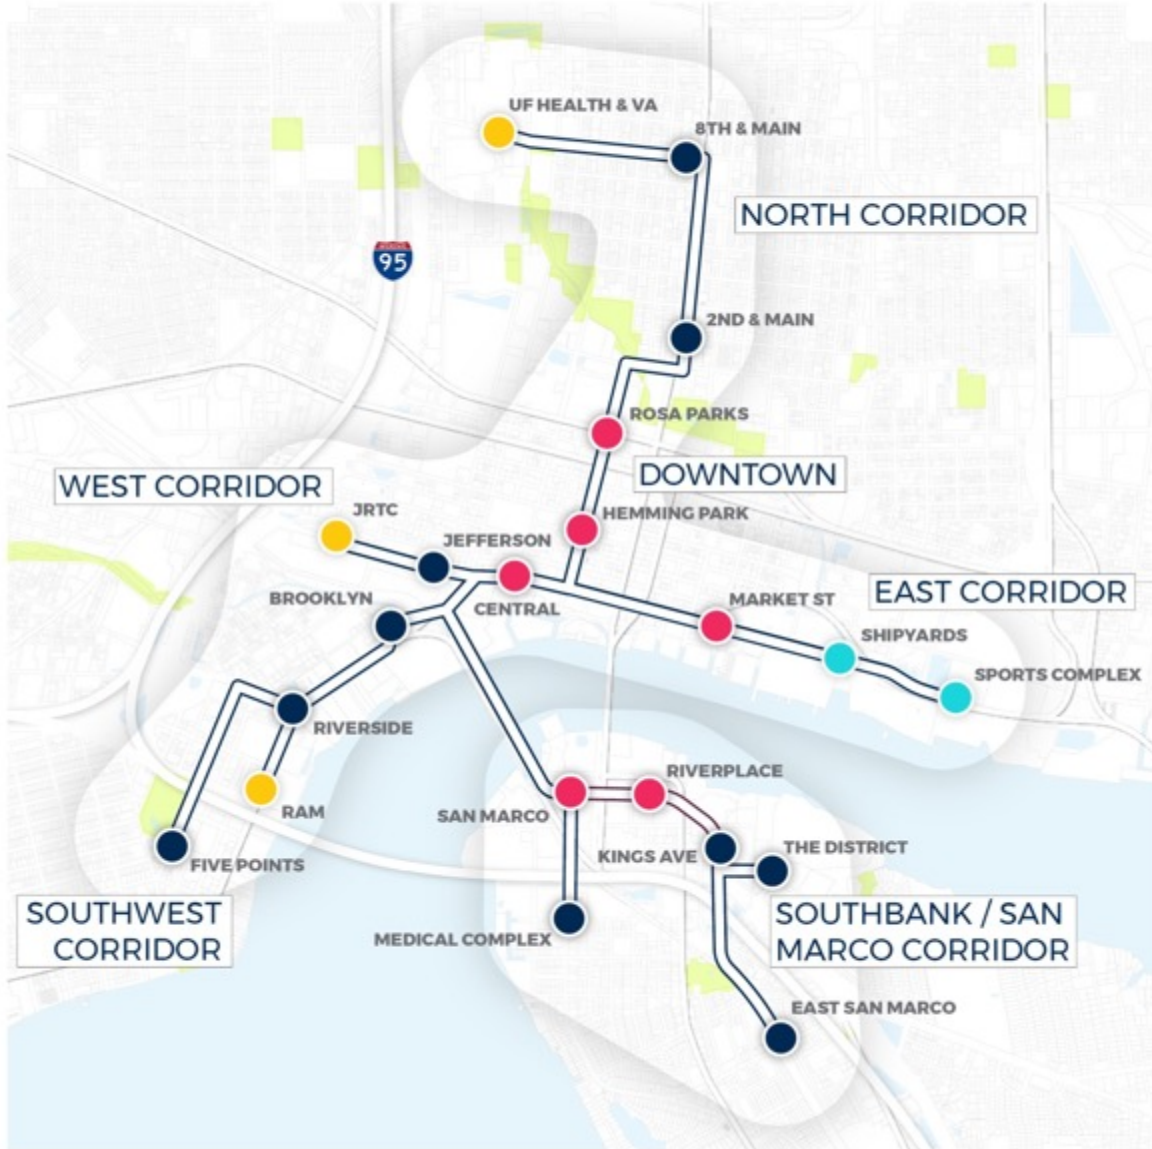 UF HEALTH & VA
8TH & MAIN
NORTH CORRIDOR
95
2ND & MAIN
ROSA PARKS
DOWNTOWN
WEST CORRIDOR
JRTC
HEMMING PARK
JEFFERSON
EAST CORRIDOR
BROOKLYN
CENTRAL
MARKET ST
SHIPYARDS
SPORTS COMPLEX
RIVERSIDE
RIVERPLACE
RAM
SAN MARCO
KINGS AVE
THE DISTRICT
FIVE POINTS
SOUTHWEST
CORRIDOR
SOUTHBANK / SAN
MARCO CORRIDOR
MEDICAL COMPLEX
EAST SAN MARCO